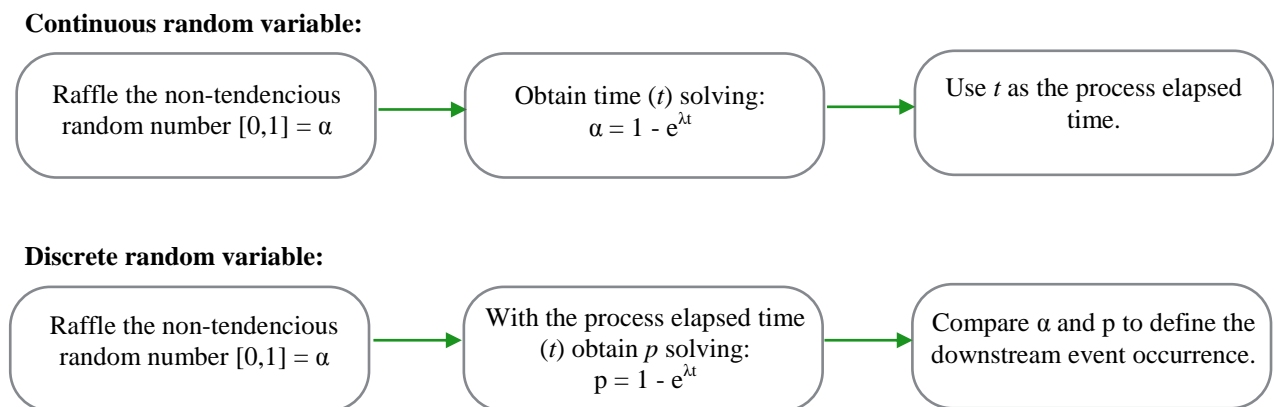 Continuous random variable:
Raffle the non-tendencious
random number [0,1] = α
Obtain time (t) solving:
α = 1 - e^λt
Use t as the process elapsed
time.
Discrete random variable:
Raffle the non-tendencious
random number [0,1] = α
With the process elapsed time
(t) obtain p solving:
p = 1 - e^λt
Compare α and p to define the
downstream event occurrence.